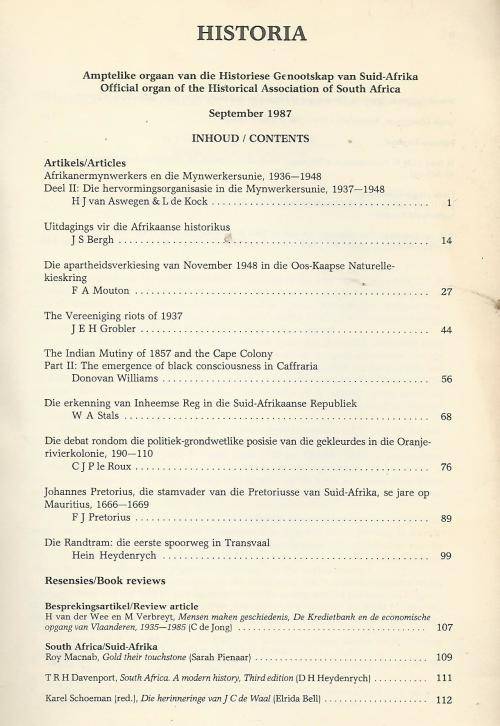 HISTORIA
Amptelike orgaan van die Historiese Genootskap van Suid-Afrika
Official organ of the Historical Association of South Africa
September 1987
INHOUD / CONTENTS
Artikels/Articles
Afrikanermynwerkers en die Mynwerkersunie, 1936—1948
Deel II: Die hervormingsorganisasie in die Mynwerkersunie, 1937—1948
H J van Aswegen & L de Kock ........................................ 1
Uitdagings vir die Afrikaanse historikus
J S Bergh ........................................ 14
Die apartheidsverkiesing van November 1948 in die Oos-Kaapse Naturelle-
kieskring
F A Mouton ........................................ 27
The Vereeniging riots of 1937
J E H Grobler ........................................ 44
The Indian Mutiny of 1857 and the Cape Colony
Part II: The emergence of black consciousness in Caffraria
Donovan Williams ........................................ 56
Die erkenning van Inheemse Reg in die Suid-Afrikaanse Republiek
W A Stals ........................................ 68
Die debat rondom die politiek-grondwetlike posisie van die gekleurdes in die Oranje-
rivierkolonie, 190—110
C J P le Roux ........................................ 76
Johannes Pretorius, die stamvader van die Pretoriusse van Suid-Afrika, se jare op
Mauritius, 1666—1669
F J Pretorius ........................................ 89
Die Randtram: die eerste spoorweg in Transvaal
Hein Heydenrych ........................................ 99
Resensies/Book reviews
Besprekingsartikel/Review article
H van der Wee en M Verbreyt, Mensen maken geschiedenis, De Kredietbank en de economische
opgang van Vlaanderen, 1935—1985 (C de Jong) ........................................ 107
South Africa/Suid-Afrika
Roy Macnab, Gold their touchstone (Sarah Pienaar) ........................................ 109
T R H Davenport, South Africa. A modern history, Third edition (D H Heydenrych) ............ 111
Karel Schoeman (red.), Die herinneringe van J C de Waal (Elrida Bell) ........................ 112